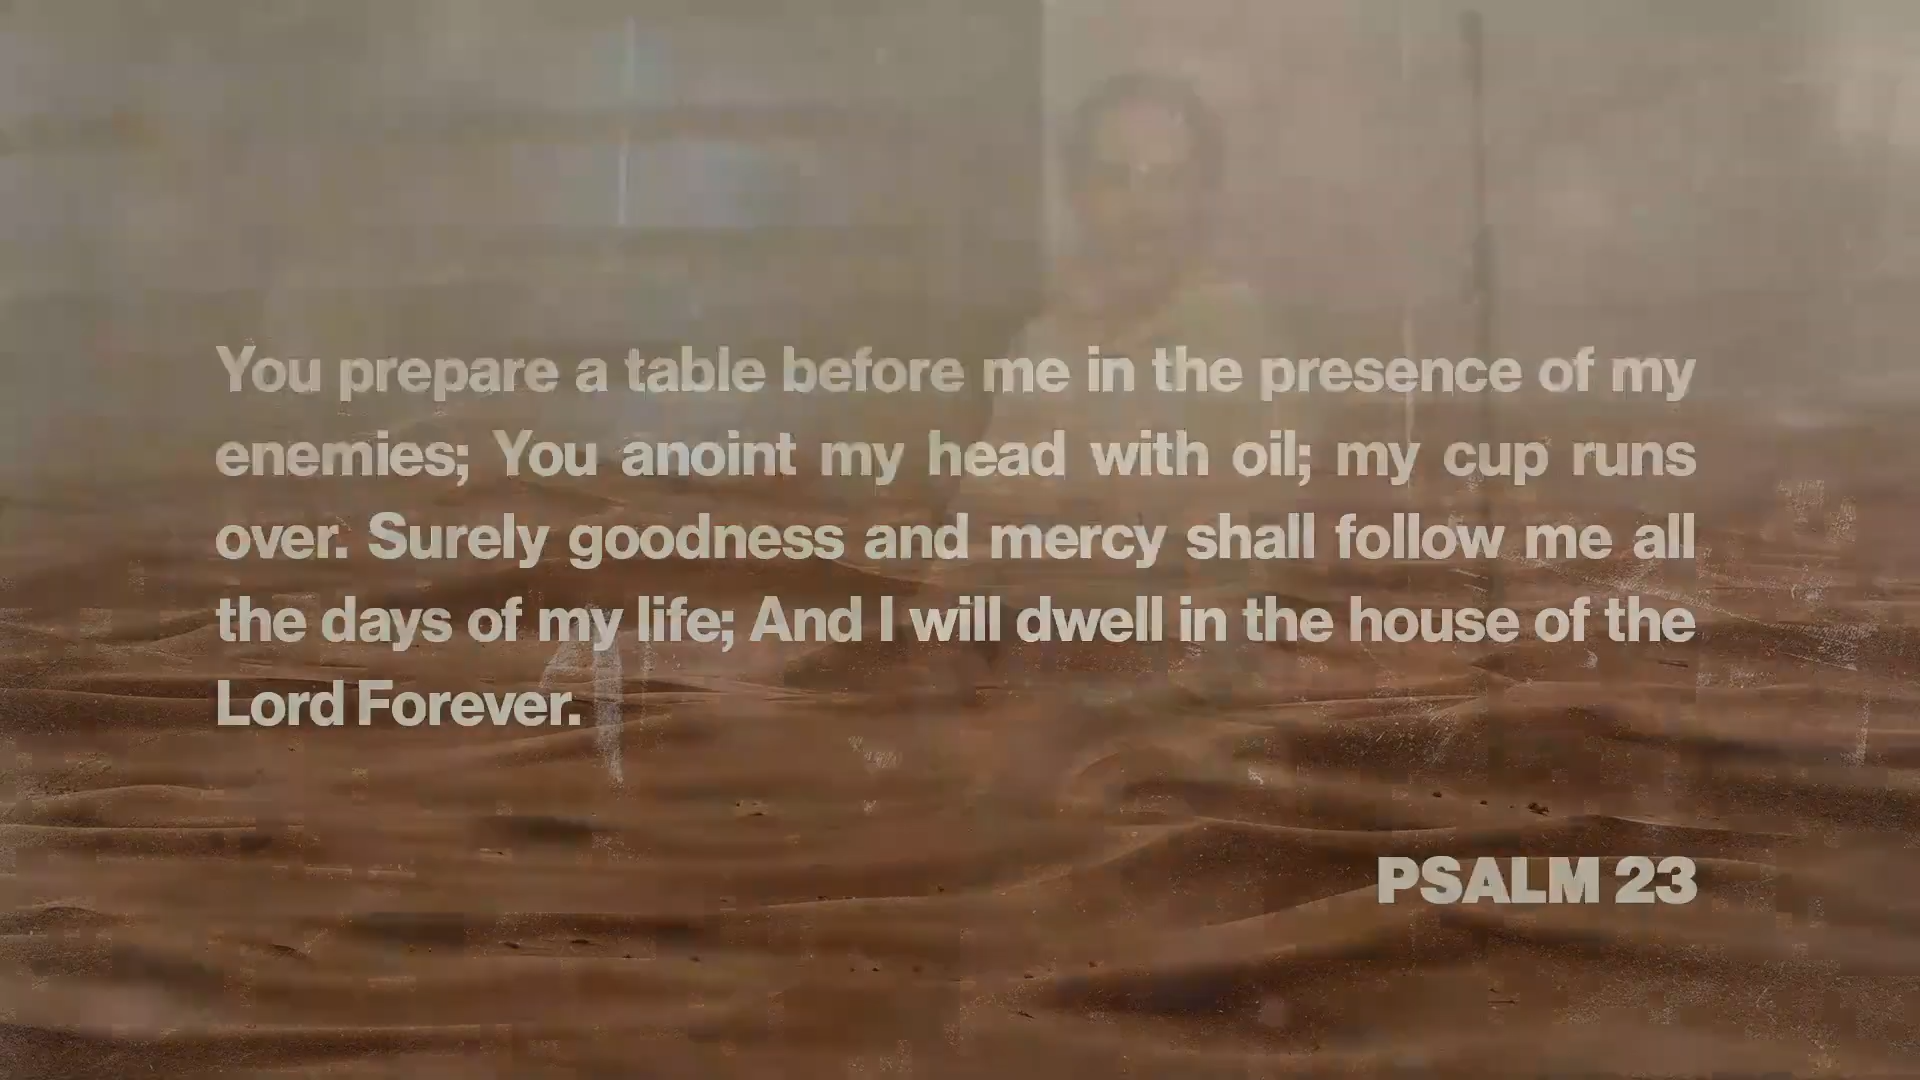 You prepare a table before me in the presence of my
enemies; You anoint my head with oil; my cup runs
over. Surely goodness and mercy shall follow me all
the days of my life; And I will dwell in the house of the
Lord Forever.
PSALM 23